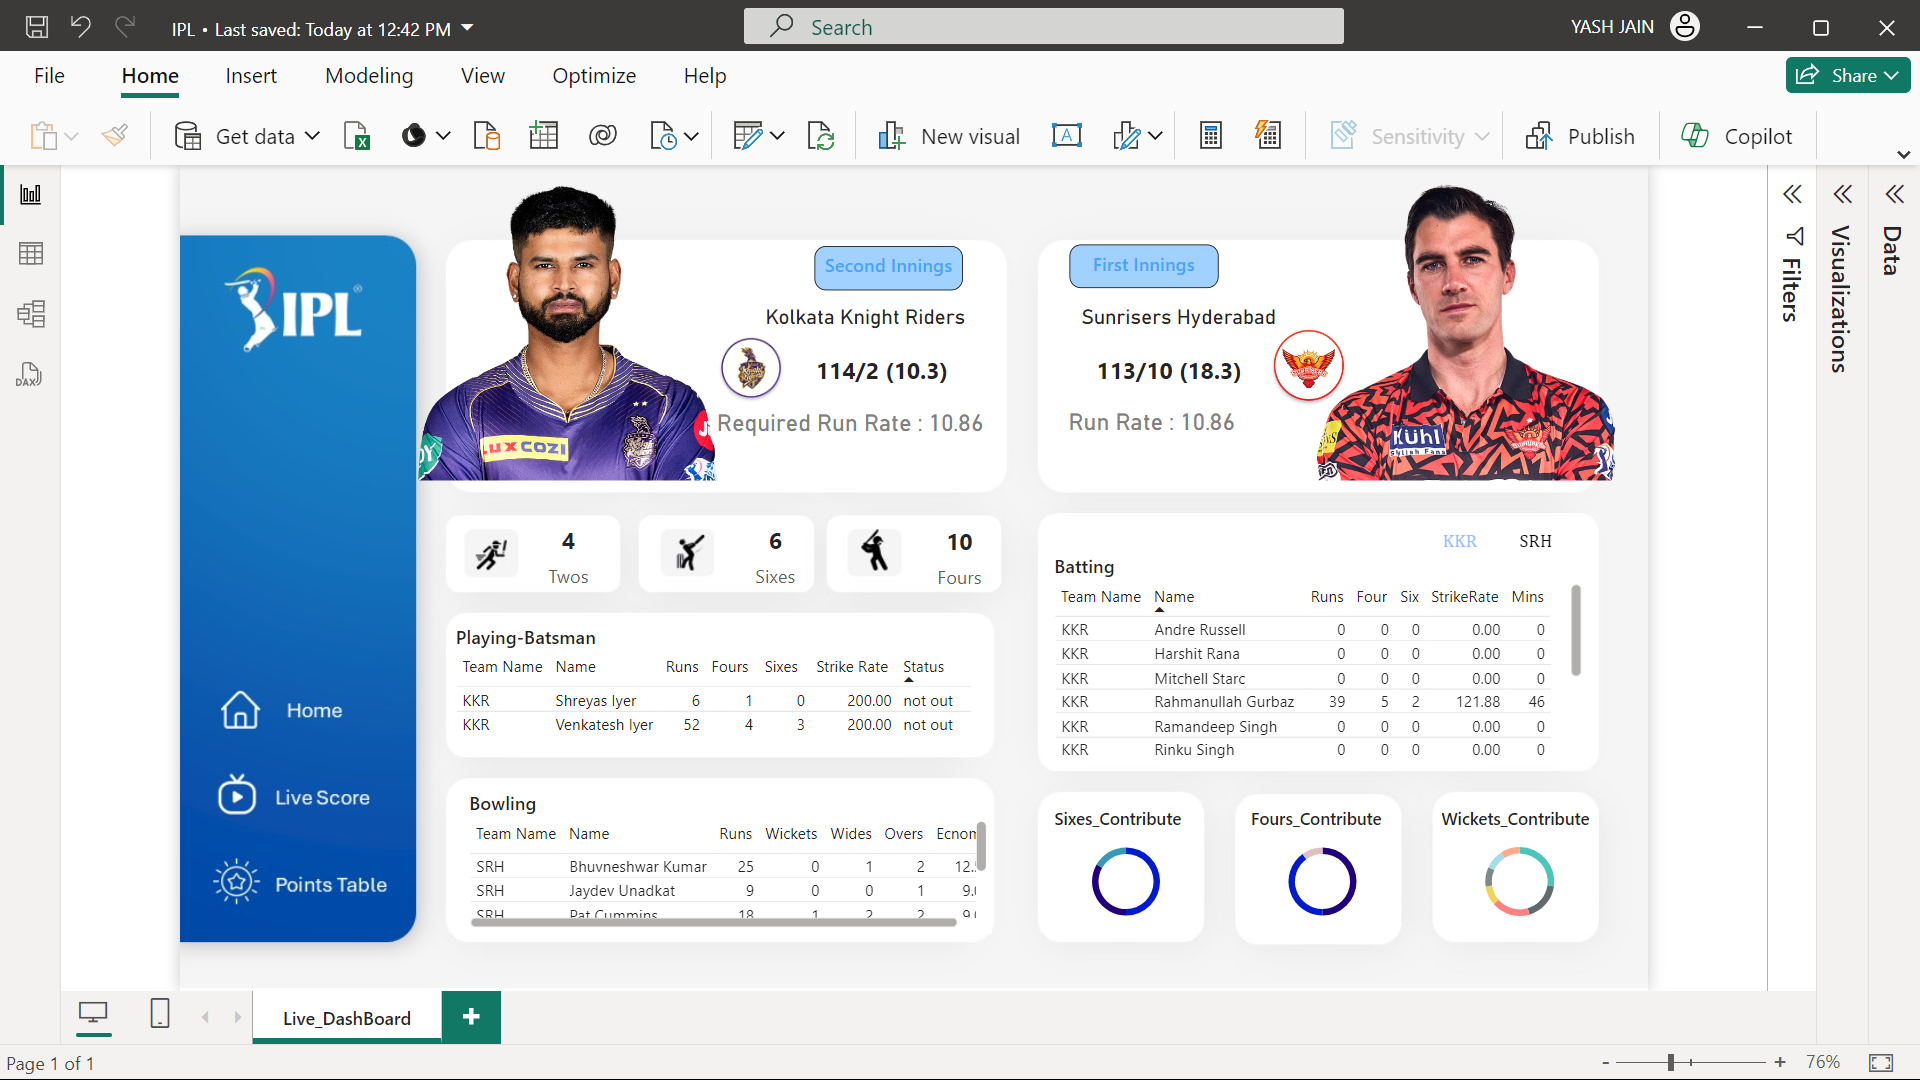 IPL • Last saved: Today at 12:42 PM
Search
YASH JAIN
File Home Insert Modeling View Optimize Help
Share
Get data
New visual
Sensitivity
Publish
Copilot
DAX
IPL
Home
Live Score
Points Table
Second Innings
Kolkata Knight Riders
114/2 (10.3)
Required Run Rate : 10.86
LUX COZI
First Innings
Sunrisers Hyderabad
113/10 (18.3)
Run Rate : 10.86
KÜHL
Stylish Fans
4
Twos
6
Sixes
10
Fours
Playing-Batsman
Team Name Name Runs Fours Sixes Strike Rate Status
KKR Shreyas Iyer 6 1 0 200.00 not out
KKR Venkatesh Iyer 52 4 3 200.00 not out
Bowling
Team Name Name Runs Wickets Wides Overs Econom
SRH Bhuvneshwar Kumar 25 0 1 2 12.
SRH Jaydev Unadkat 9 0 0 1 9.
SRH Pat Cummins 18 1 2 2 9.
KKR SRH
Batting
Team Name Name Runs Four Six StrikeRate Mins
KKR Andre Russell 0 0 0 0.00 0
KKR Harshit Rana 0 0 0 0.00 0
KKR Mitchell Starc 0 0 0 0.00 0
KKR Rahmanullah Gurbaz 39 5 2 121.88 46
KKR Ramandeep Singh 0 0 0 0.00 0
KKR Rinku Singh 0 0 0 0.00 0
Sixes_Contribute
Fours_Contribute
Wickets_Contribute
Filters
Visualizations
Data
Live_DashBoard
Page 1 of 1
76%